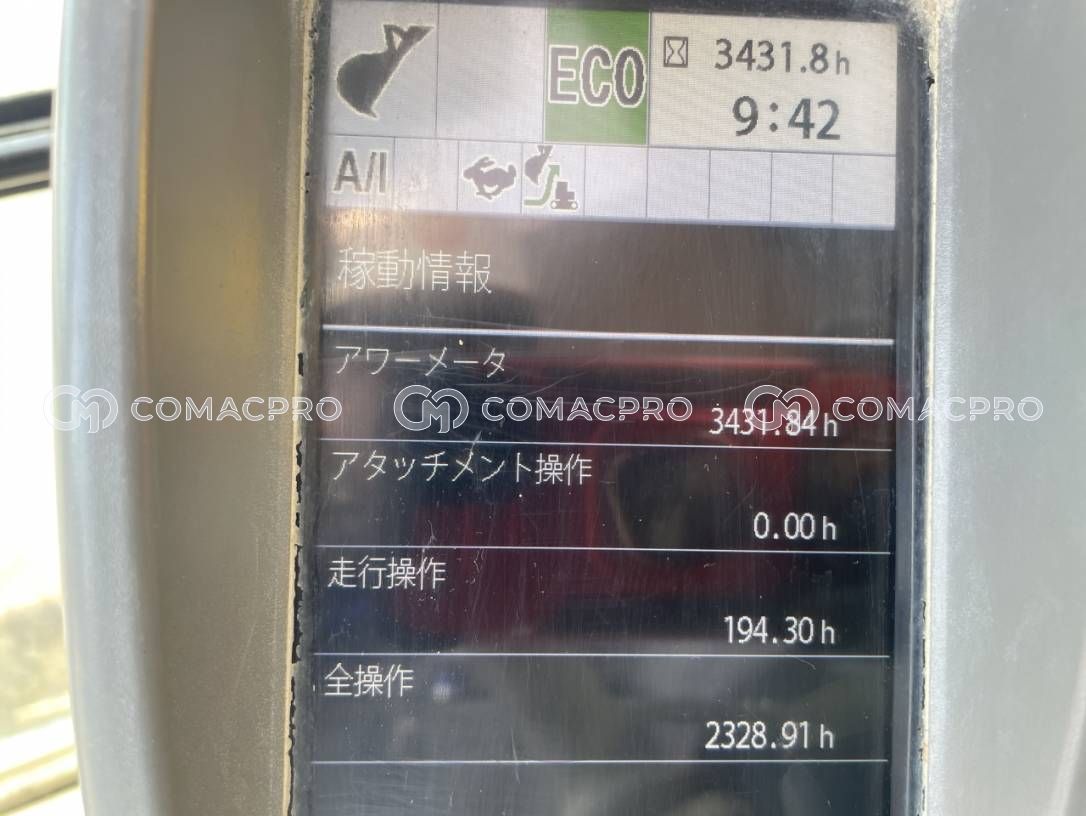 ECO
3431.8h
9:42
A/I
稼動情報
アワーメータ
3431.84h
COMACPRO COMACPRO COMACPRO
アタッチメント操作
0.00h
走行操作
194.30h
全操作
2328.91h